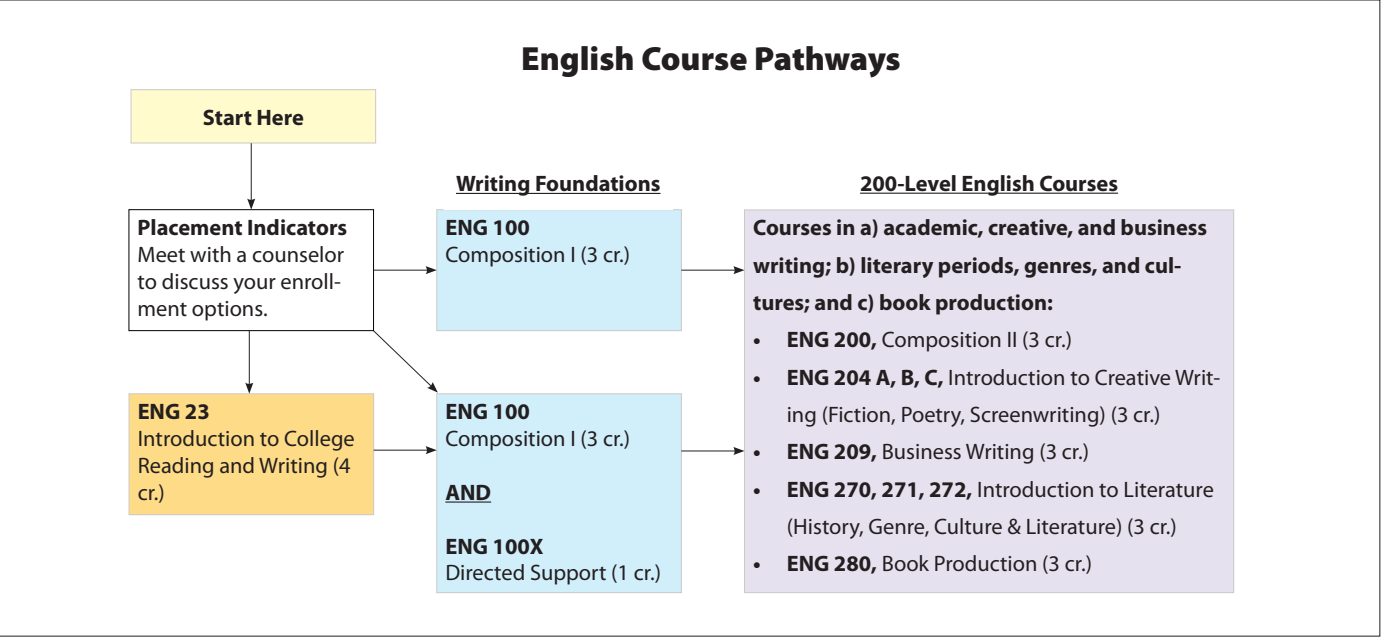 English Course Pathways
Start Here
Placement Indicators
Meet with a counselor
to discuss your enroll-
ment options.
ENG 23
Introduction to College
Reading and Writing (4
cr.)
Writing Foundations
ENG 100
Composition I (3 cr.)
ENG 100
Composition I (3 cr.)
AND
ENG 100X
Directed Support (1 cr.)
200-Level English Courses
Courses in a) academic, creative, and business
writing; b) literary periods, genres, and cul-
tures; and c) book production:
• ENG 200, Composition II (3 cr.)
• ENG 204 A, B, C, Introduction to Creative Writ-
ing (Fiction, Poetry, Screenwriting) (3 cr.)
• ENG 209, Business Writing (3 cr.)
• ENG 270, 271, 272, Introduction to Literature
(History, Genre, Culture & Literature) (3 cr.)
• ENG 280, Book Production (3 cr.)